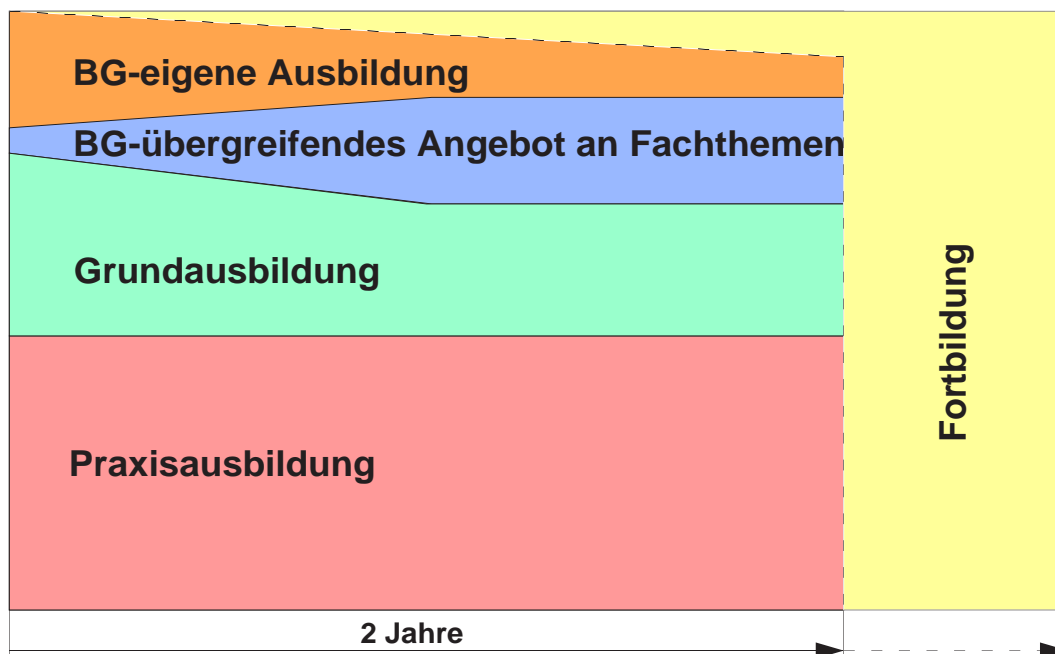 BG-eigene Ausbildung
BG-übergreifendes Angebot an Fachthemen
Grundausbildung
Fortbildung
Praxisausbildung
2 Jahre